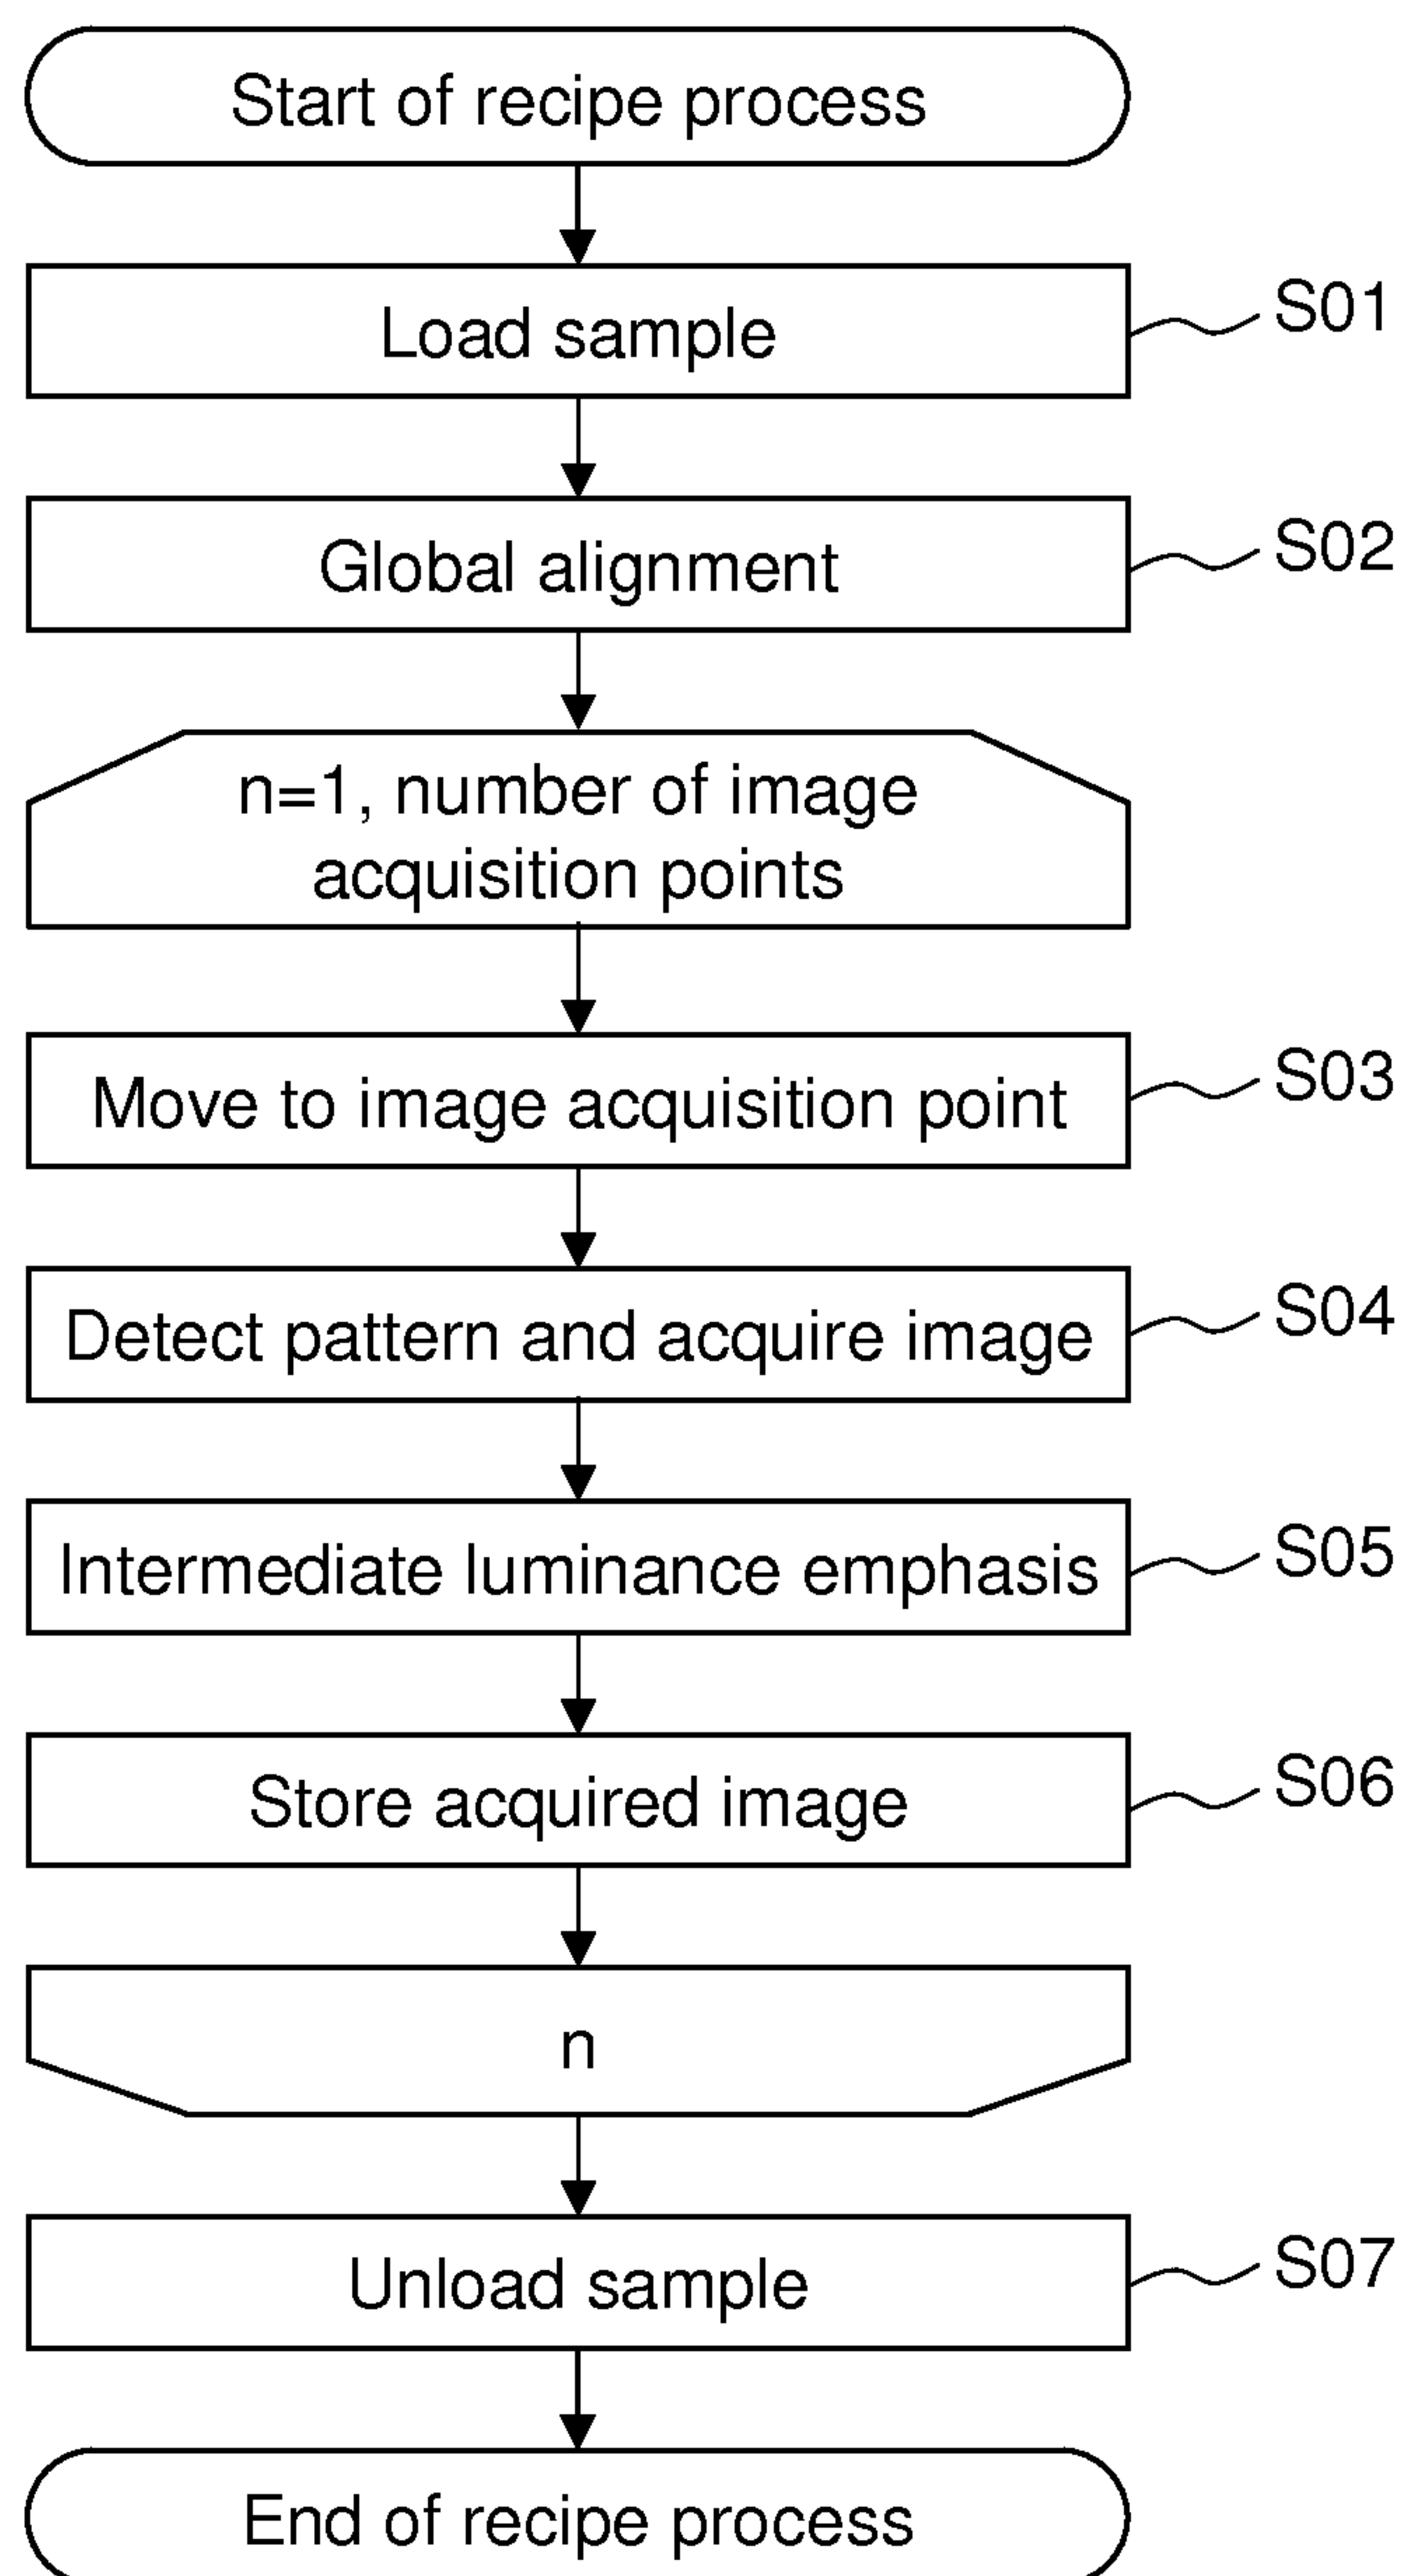 Start of recipe process
Load sample
S01
Global alignment
S02
n=1, number of image
acquisition points
Move to image acquisition point
S03
Detect pattern and acquire image
S04
Intermediate luminance emphasis
S05
Store acquired image
S06
n
Unload sample
S07
End of recipe process